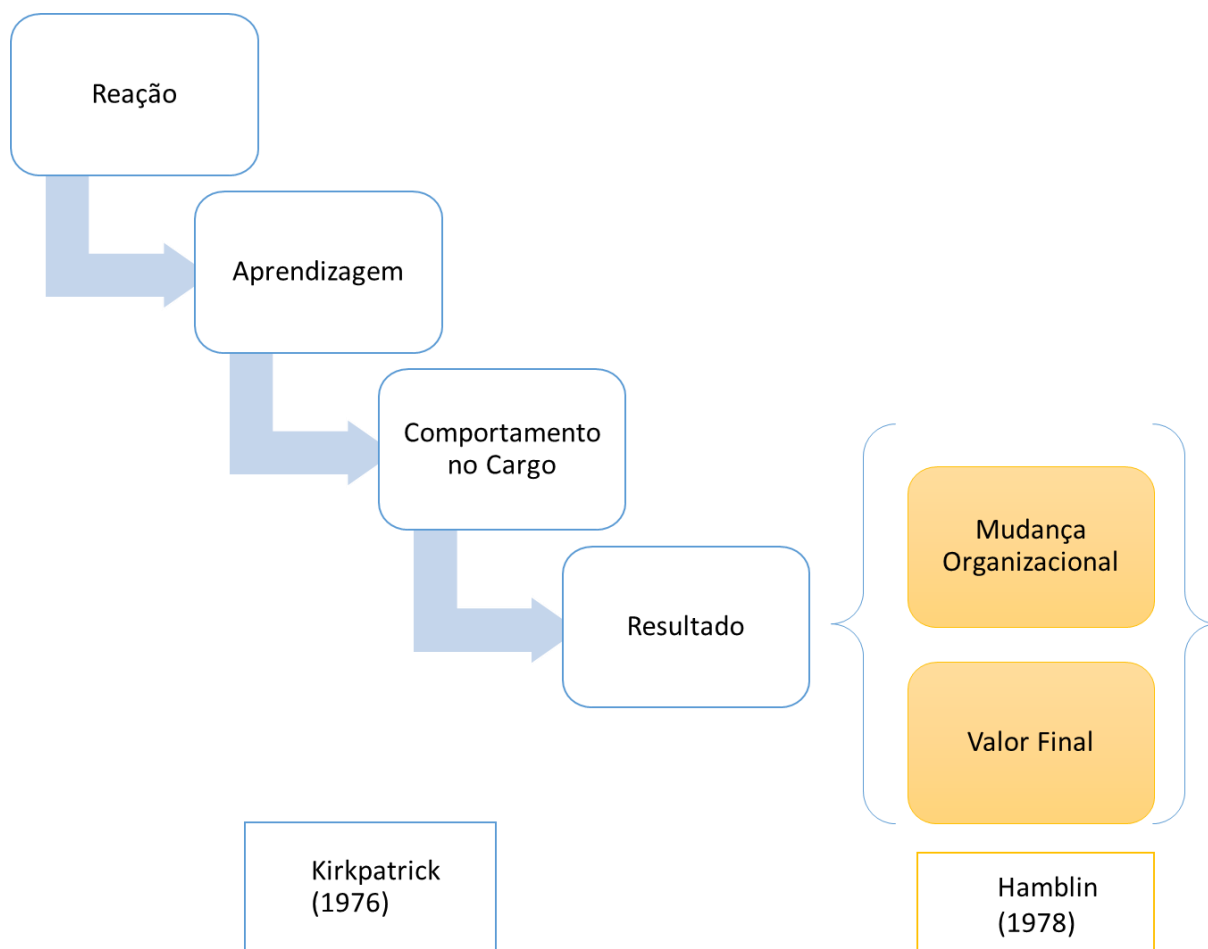 Reação
Aprendizagem
Comportamento
no Cargo
Resultado
Mudança
Organizacional
Valor Final
Kirkpatrick
(1976)
Hamblin
(1978)